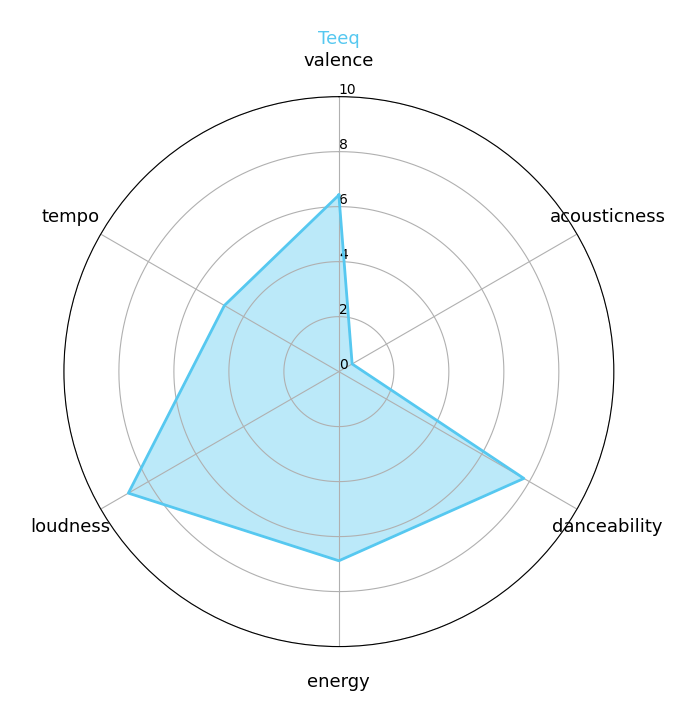 Teeq
valence
10
8
6
4
2
0
tempo
acousticness
loudness
danceability
energy